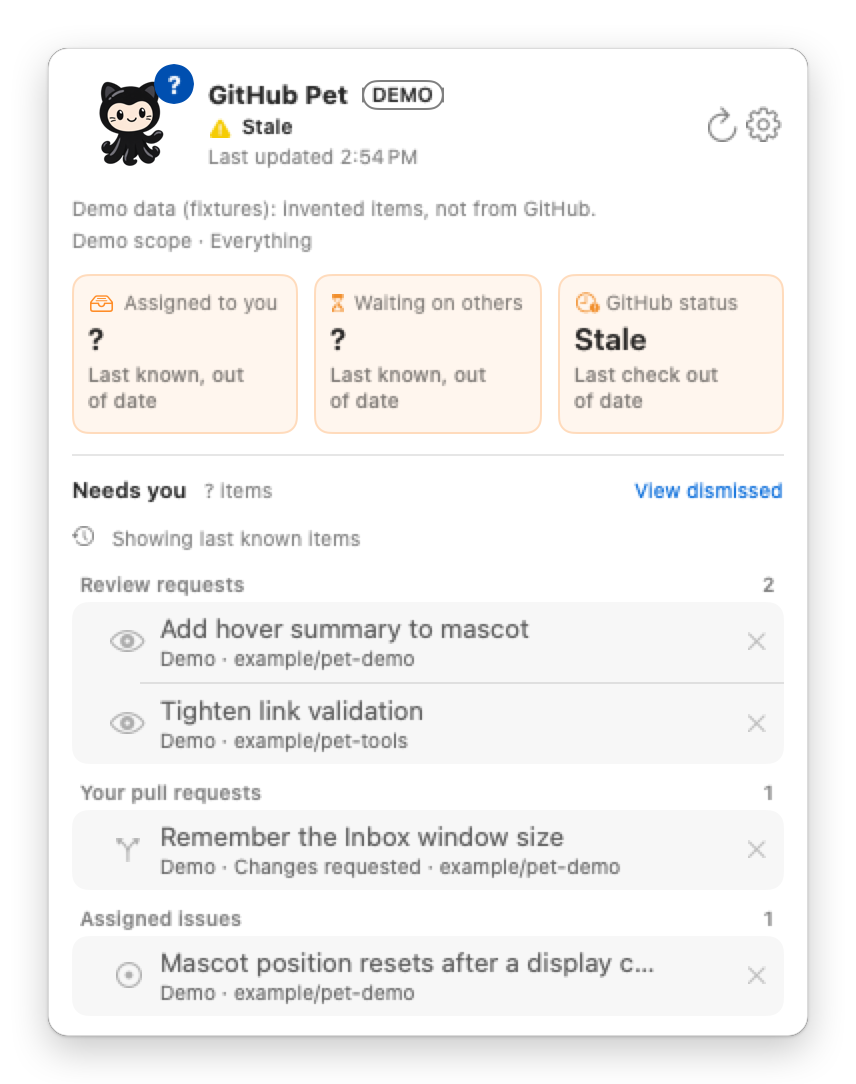 ?
GitHub Pet DEMO
Stale
Last updated 2:54 PM
Demo data (fixtures): invented items, not from GitHub.
Demo scope · Everything
Assigned to you
?
Last known, out
of date
Waiting on others
?
Last known, out
of date
GitHub status
Stale
Last check out
of date
Needs you ? items View dismissed
Showing last known items
Review requests 2
Add hover summary to mascot
Demo · example/pet-demo
Tighten link validation
Demo · example/pet-tools
Your pull requests 1
Remember the Inbox window size
Demo · Changes requested · example/pet-demo
Assigned issues 1
Mascot position resets after a display c...
Demo · example/pet-demo